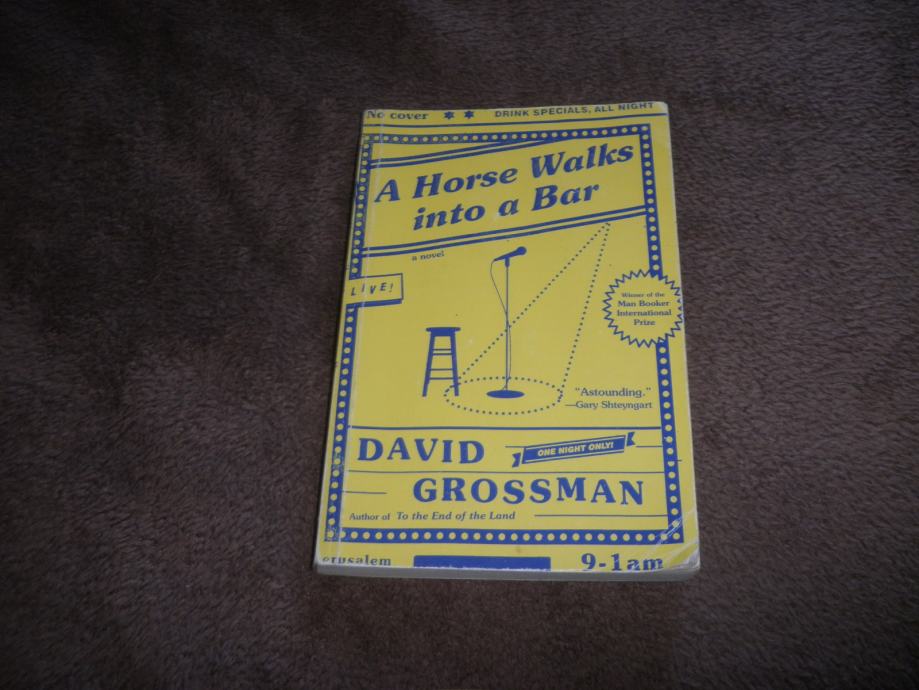 No cover ✡ ✡ DRINK SPECIALS, ALL NIGHT
A Horse Walks
into a Bar
a novel
LIVE!
Winner of the
Man Booker
International
Prize
"Astounding."
—Gary Shteyngart
DAVID
ONE NIGHT ONLY!
GROSSMAN
Author of To the End of the Land
erusalem
9-1am